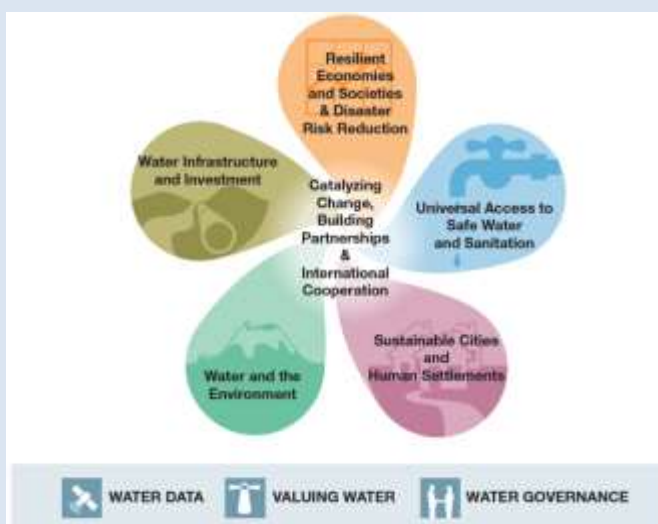 Resilient
Economies
and Societies
& Disaster
Risk Reduction
Water Infrastructure
and Investment
Catalyzing
Change,
Building
Partnerships
&
International
Cooperation
Universal Access to
Safe Water
and Sanitation
Water and the
Environment
Sustainable Cities
and
Human Settlements
WATER DATA
VALUING WATER
WATER GOVERNANCE